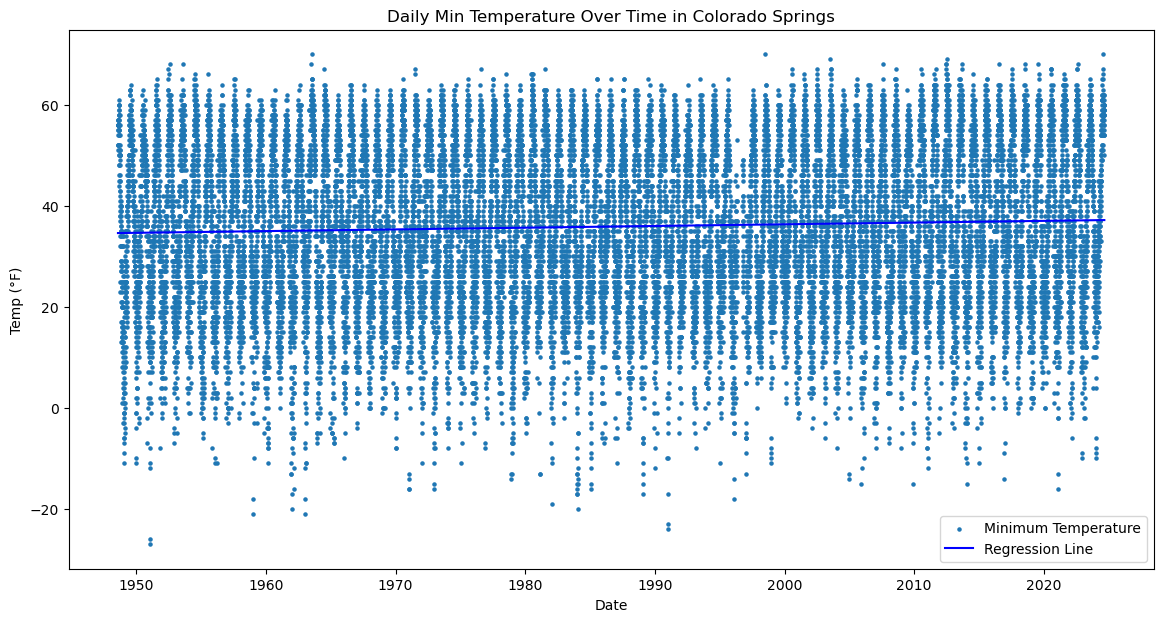 Daily Min Temperature Over Time in Colorado Springs
Temp (°F)
60
40
20
0
−20
Minimum Temperature
Regression Line
1950 1960 1970 1980 1990 2000 2010 2020
Date